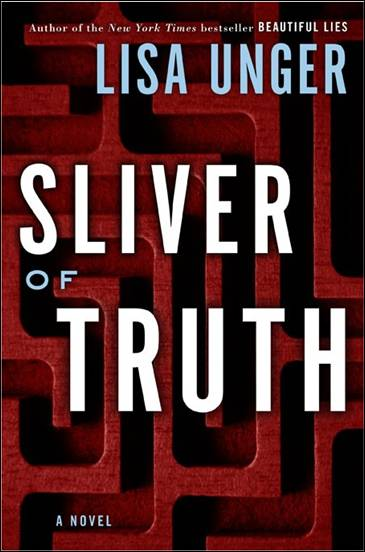 Author of the New York Times bestseller BEAUTIFUL LIES
LISA UNGER
SLIVER
OF
TRUTH
A NOVEL